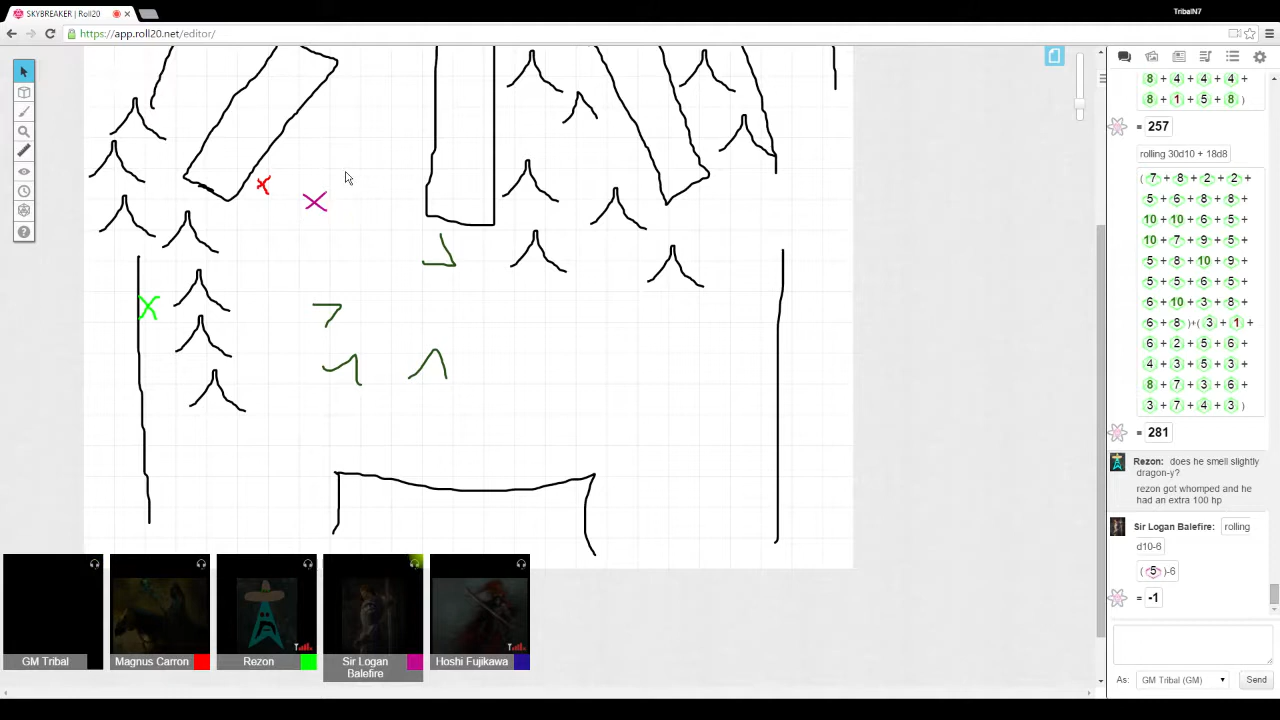 TribalN7
SKYBREAKER | Roll20
https://app.roll20.net/editor/
8 + 4 + 4 + 4 +
8 + 1 + 5 + 8 )
= 257
rolling 30d10 + 18d8
( 7 + 8 + 2 + 2 +
5 + 6 + 8 + 8 +
10 + 10 + 6 + 5 +
10 + 7 + 9 + 5 +
5 + 8 + 10 + 9 +
5 + 5 + 6 + 8 +
6 + 10 + 3 + 8 +
6 + 8 )+( 3 + 1 +
6 + 2 + 5 + 6 +
4 + 3 + 5 + 3 +
8 + 7 + 3 + 6 +
3 + 7 + 4 + 3 )
= 281
Rezon: does he smell slightly
dragon-y?
rezon got whomped and he
had an extra 100 hp
Sir Logan Balefire: rolling
d10-6
( 5 )-6
= -1
As: GM Tribal (GM) Send
GM Tribal
Magnus Carron
Rezon
Sir Logan
Balefire
Hoshi Fujikawa